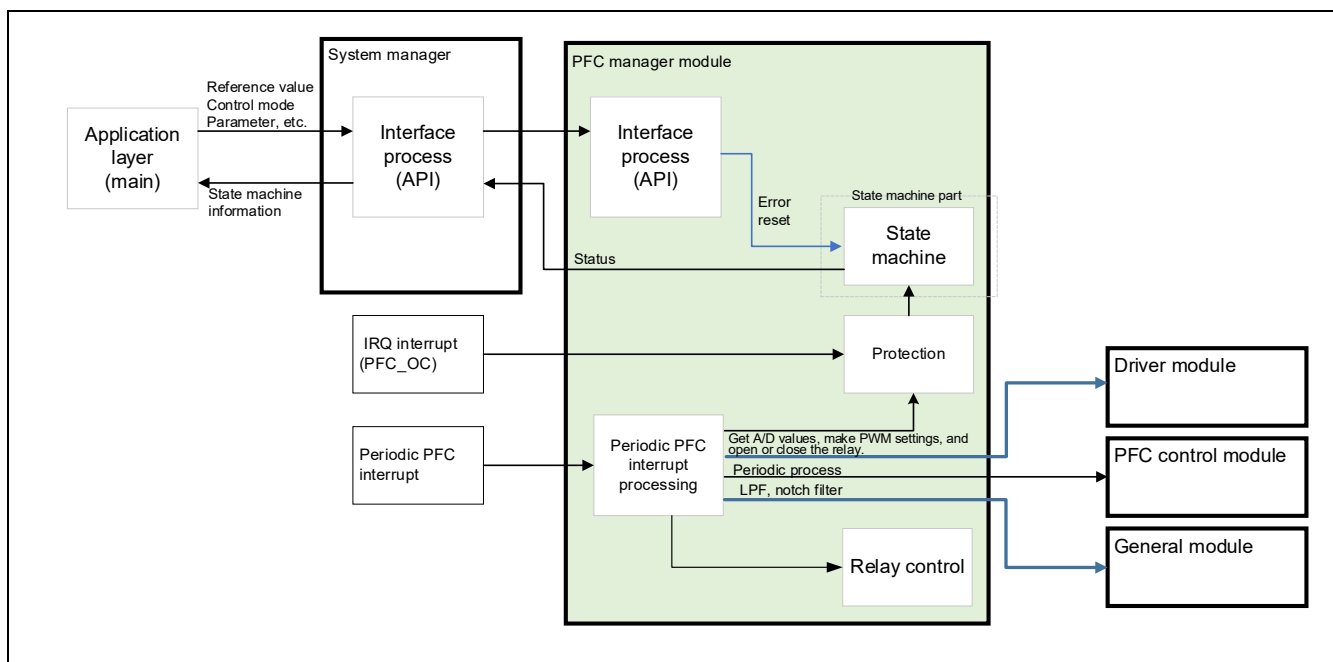 System manager
PFC manager module
Reference value
Control mode
Parameter, etc.
Application
layer
(main)
Interface
process
(API)
Interface
process
(API)
State machine
information
Error
reset
State machine part
State
machine
Status
IRQ interrupt
(PFC_OC)
Protection
Driver module
Periodic PFC
interrupt
Periodic PFC
interrupt
processing
Get A/D values, make PWM settings, and
open or close the relay.
Periodic process
LPF, notch filter
PFC control module
General module
Relay control